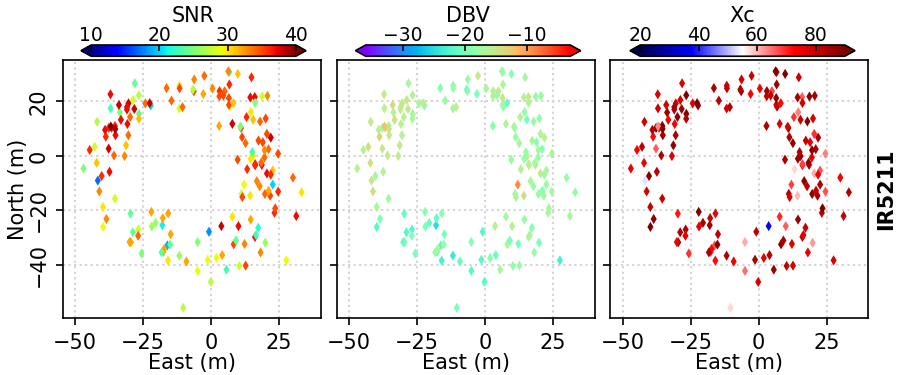 SNR DBV Xc
10 20 30 40 −30 −20 −10 20 40 60 80
20
0
−20
−40
North (m)
−50 −25 0 25 −50 −25 0 25 −50 −25 0 25
East (m) East (m) East (m)
IR5211